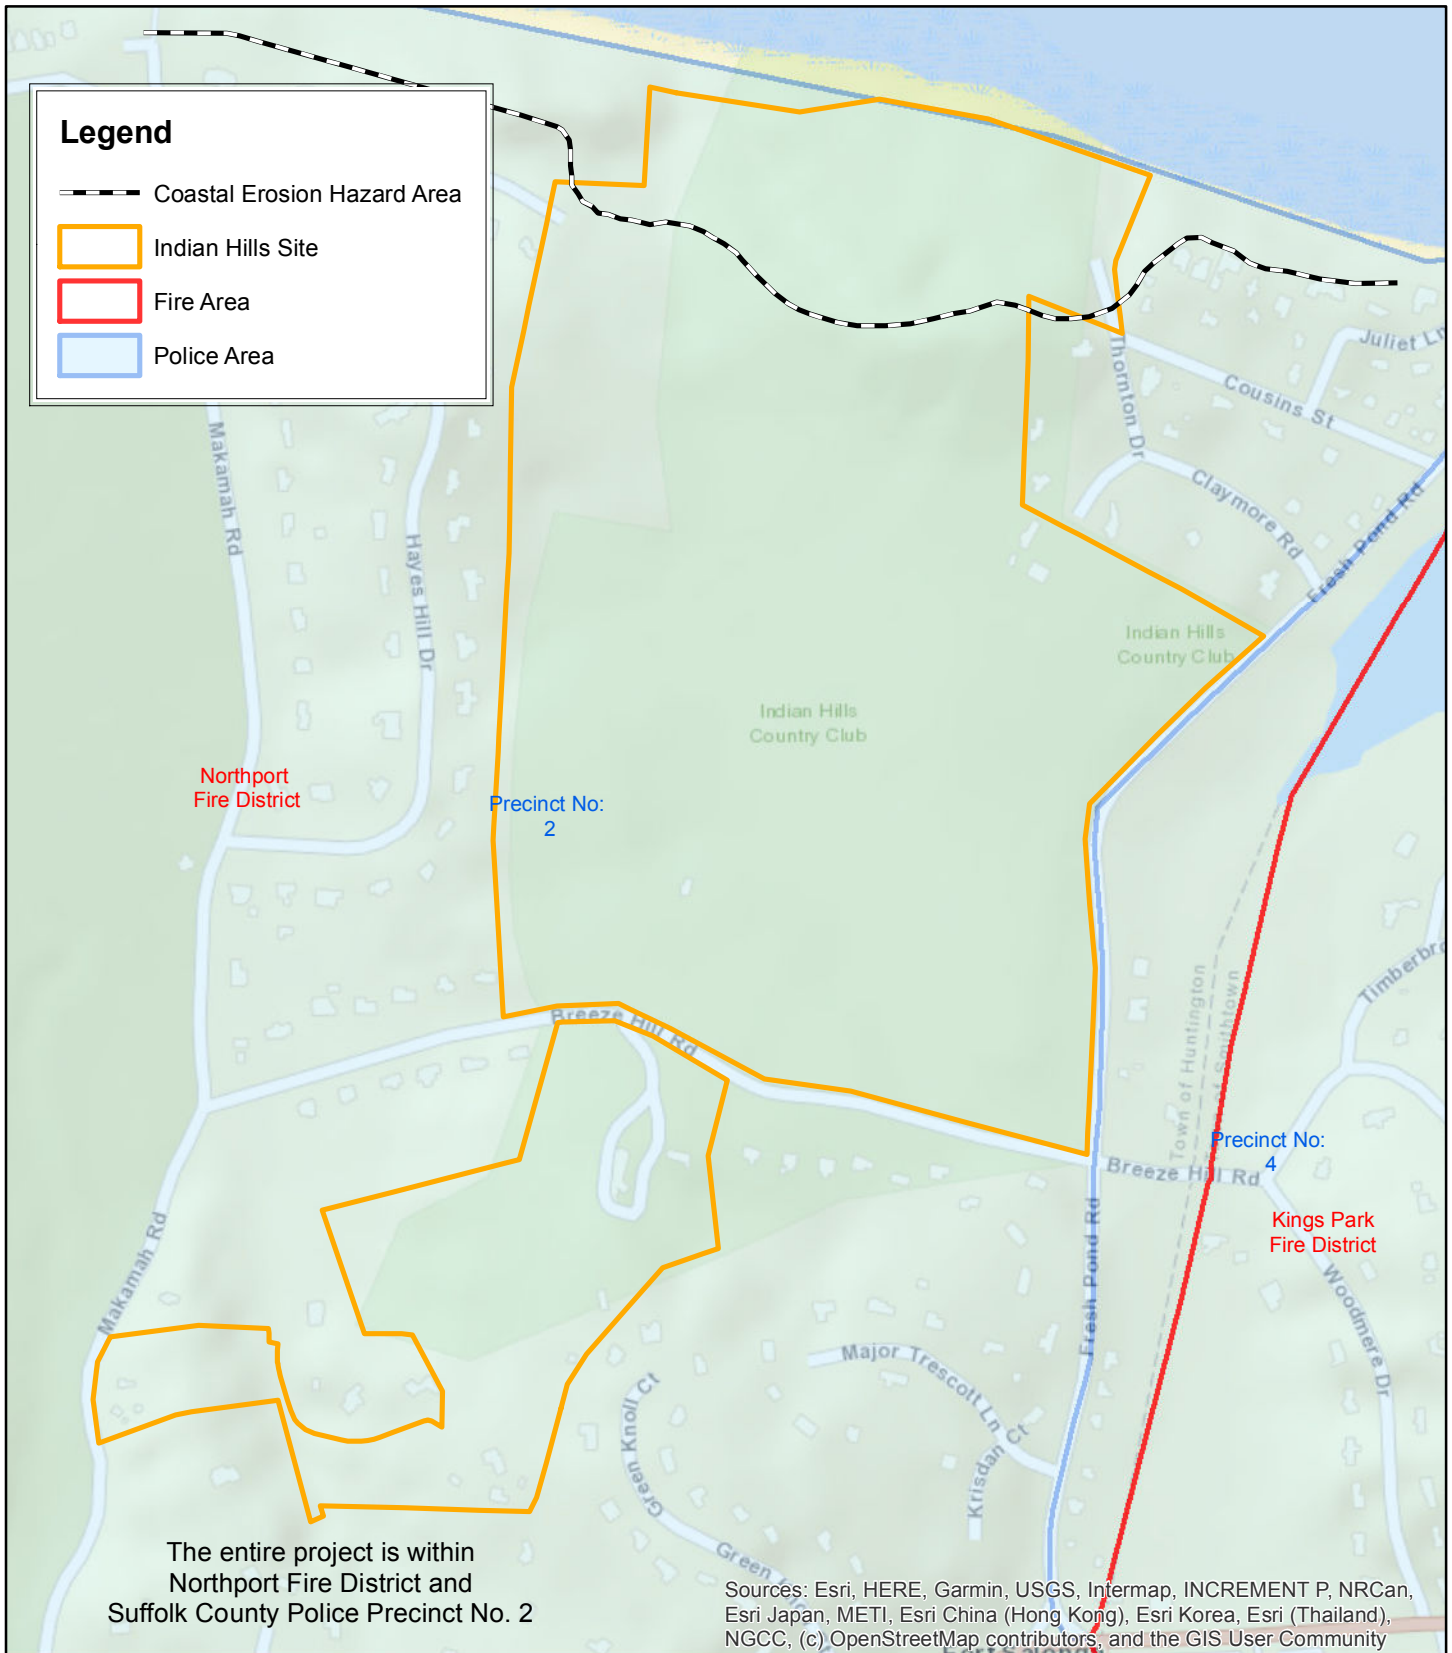 Legend
Coastal Erosion Hazard Area
Indian Hills Site
Fire Area
Police Area
Juliet Ln
Thornton Dr
Cousins St
Claymore Rd
Fresh Pond Rd
Makamah Rd
Hayes Hill Dr
Indian Hills
Country Club
Indian Hills
Country Club
Northport
Fire District
Precinct No:
2
Breeze Hill Rd
Town of Huntington
Town of Smithtown
Precinct No:
4
Breeze Hill Rd
Kings Park
Fire District
Woodmere Dr
Makamah Rd
Fresh Pond Rd
Major Trescott Ln
Krisdan Ct
Green Knoll Ct
Green
The entire project is within
Northport Fire District and
Suffolk County Police Precinct No. 2
Sources: Esri, HERE, Garmin, USGS, Intermap, INCREMENT P, NRCan,
Esri Japan, METI, Esri China (Hong Kong), Esri Korea, Esri (Thailand),
NGCC, (c) OpenStreetMap contributors, and the GIS User Community